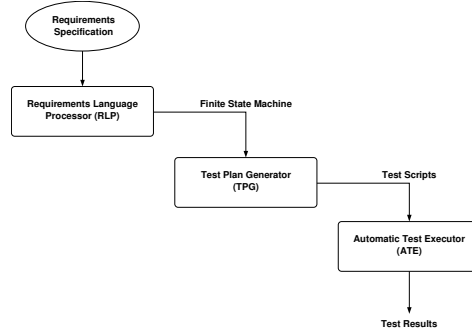 Requirements
Specification
Requirements Language
Processor (RLP)
Finite State Machine
Test Plan Generator
(TPG)
Test Scripts
Automatic Test Executor
(ATE)
Test Results